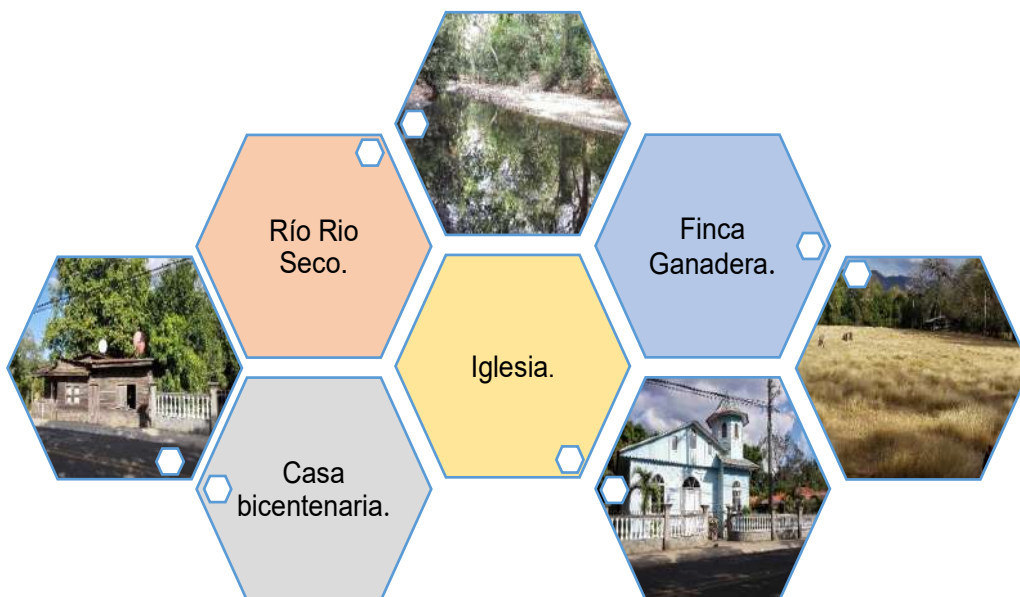 Río Rio
Seco.
Finca
Ganadera.
Iglesia.
Casa
bicentenaria.